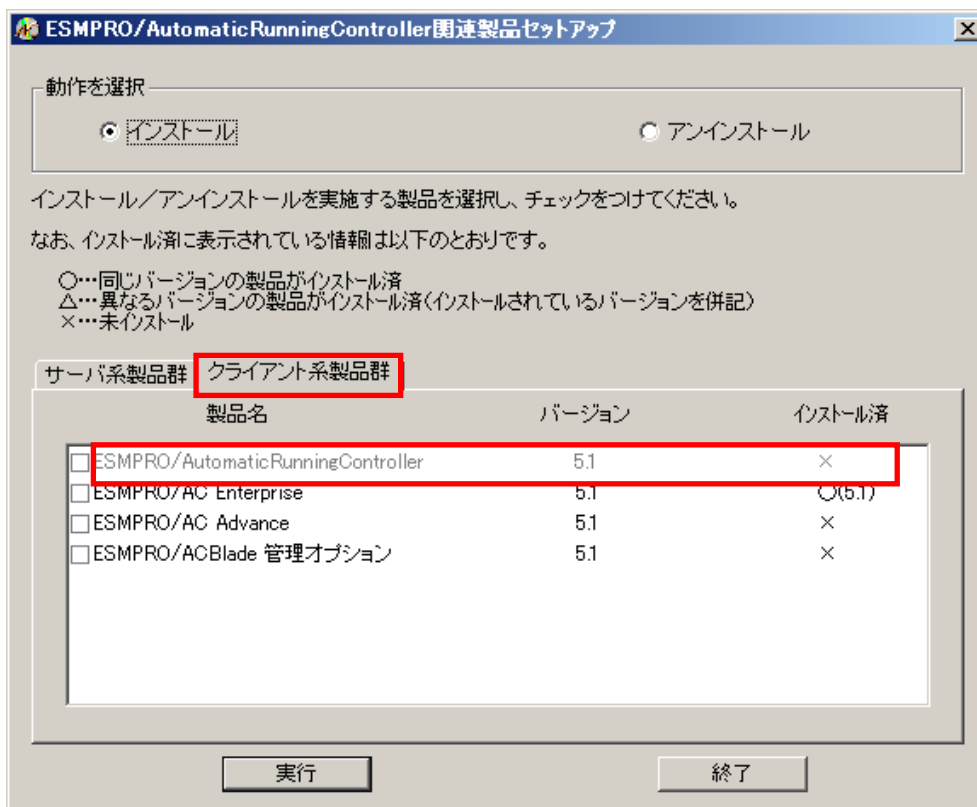 ESMPRO/AutomaticRunningController関連製品セットアップ
動作を選択
インストール アンインストール
インストール／アンインストールを実施する製品を選択し、チェックをつけてください。
なお、インストール済に表示されている情報は以下のとおりです。
○…同じバージョンの製品がインストール済
△…異なるバージョンの製品がインストール済(インストールされているバージョンを併記)
×…未インストール
サーバ系製品群 クライアント系製品群
製品名 バージョン インストール済
ESMPRO/AutomaticRunningController 5.1 ×
ESMPRO/AC Enterprise 5.1 ○(5.1)
ESMPRO/AC Advance 5.1 ×
ESMPRO/ACBlade 管理オプション 5.1 ×
実行 終了